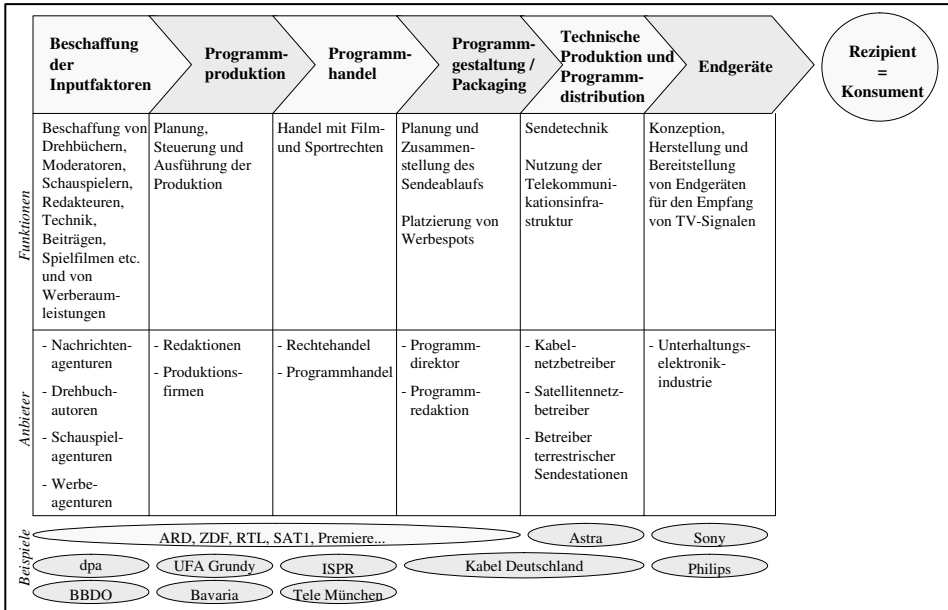 Beschaffung
der
Inputfaktoren
Programm-
produktion
Programm-
handel
Programm-
gestaltung /
Packaging
Technische
Produktion und
Programm-
distribution
Endgeräte
Rezipient
=
Konsument
Funktionen
Beschaffung von
Drehbüchern,
Moderatoren,
Schauspielern,
Redakteuren,
Technik,
Beiträgen,
Spielfilmen etc.
und von
Werberaum-
leistungen
Planung,
Steuerung und
Ausführung der
Produktion
Handel mit Film-
und Sportrechten
Planung und
Zusammen-
stellung des
Sendeablaufs
Platzierung von
Werbespots
Sendetechnik
Nutzung der
Telekommuni-
kationsinfra-
struktur
Konzeption,
Herstellung und
Bereitstellung
von Endgeräten
für den Empfang
von TV-Signalen
Anbieter
- Nachrichten-
agenturen
- Drehbuch-
autoren
- Schauspiel-
agenturen
- Werbe-
agenturen
- Redaktionen
- Produktions-
firmen
- Rechtehandel
- Programmhandel
- Programm-
direktor
- Programm-
redaktion
- Kabel-
netzbetreiber
- Satellitennetz-
betreiber
- Betreiber
terrestrischer
Sendestationen
- Unterhaltungs-
elektronik-
industrie
Beispiele
ARD, ZDF, RTL, SAT1, Premiere...
Astra
Sony
dpa
UFA Grundy
ISPR
Kabel Deutschland
Philips
BBDO
Bavaria
Tele München